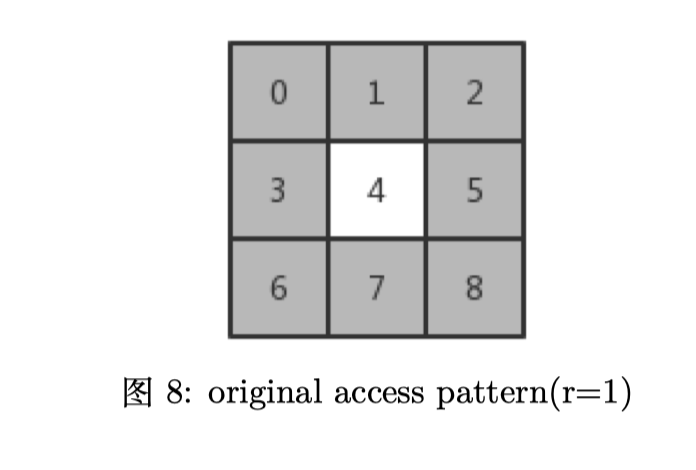 0 1 2
3 4 5
6 7 8
图 8: original access pattern(r=1)